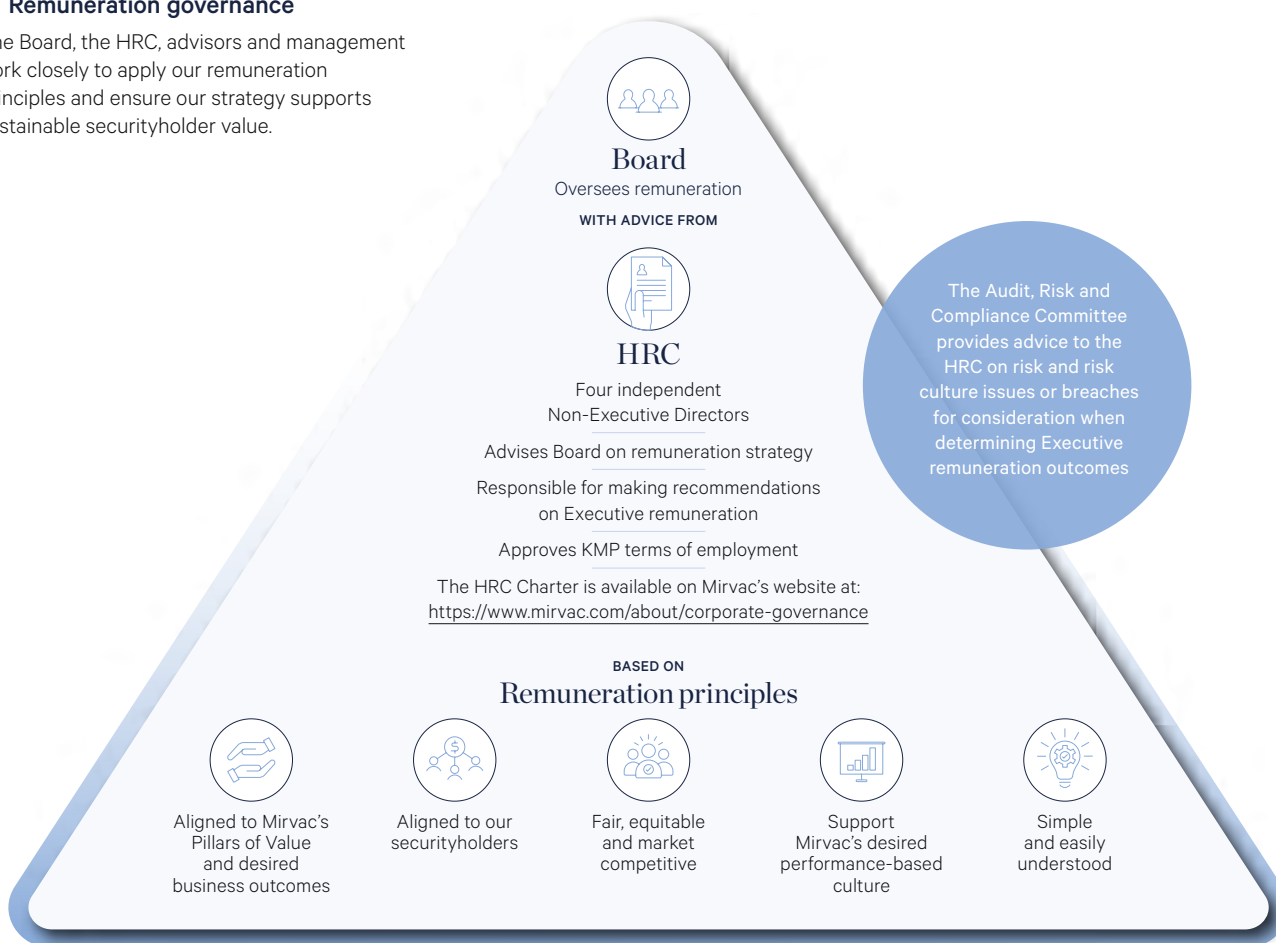 Remuneration governance
he Board, the HRC, advisors and management
ork closely to apply our remuneration
inciples and ensure our strategy supports
stainable securityholder value.
Board
Oversees remuneration
WITH ADVICE FROM
HRC
Four independent
Non-Executive Directors
Advises Board on remuneration strategy
Responsible for making recommendations
on Executive remuneration
Approves KMP terms of employment
The HRC Charter is available on Mirvac's website at:
https://www.mirvac.com/about/corporate-governance
The Audit, Risk and
Compliance Committee
provides advice to the
HRC on risk and risk
culture issues or breaches
for consideration when
determining Executive
remuneration outcomes
BASED ON
Remuneration principles
$
Aligned to Mirvac's
Pillars of Value
and desired
business outcomes
Aligned to our
securityholders
Fair, equitable
and market
competitive
Support
Mirvac's desired
performance-based
culture
Simple
and easily
understood